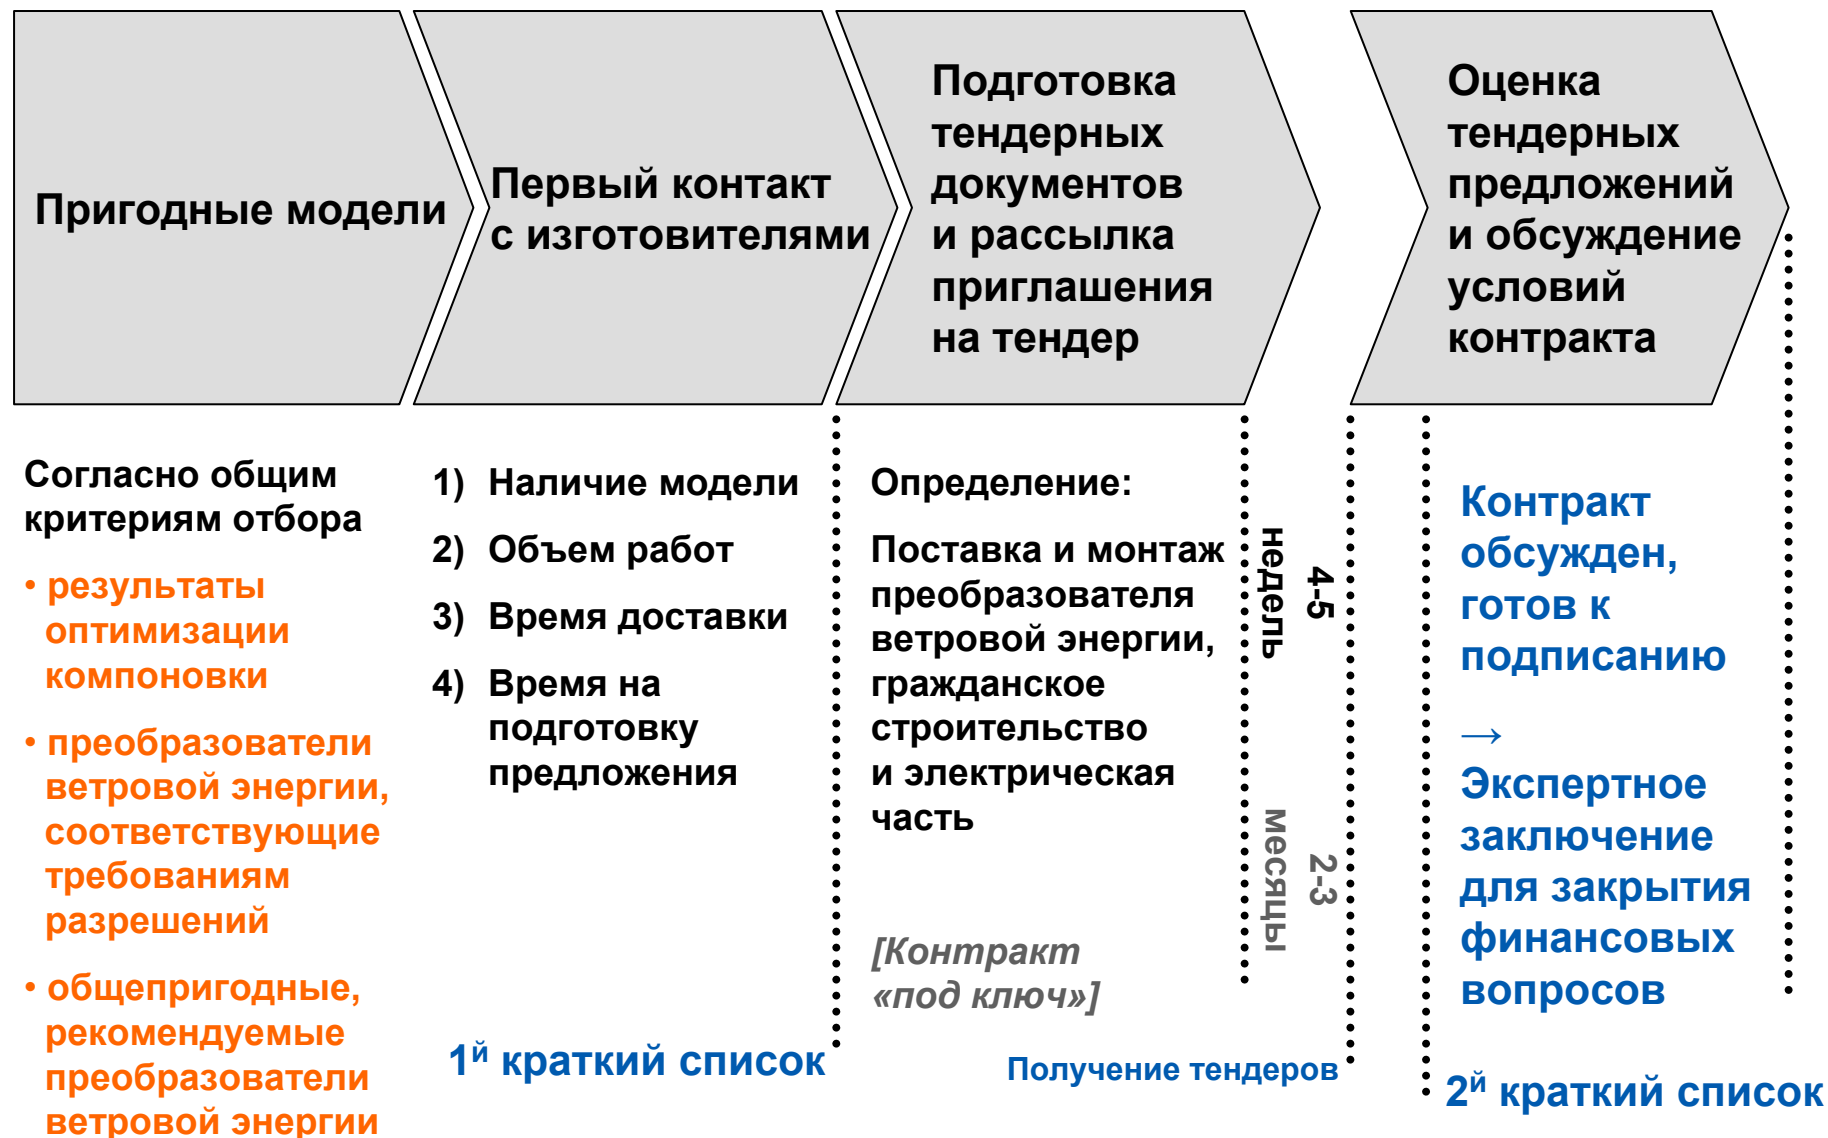 Пригодные модели
Первый контакт
с изготовителями
Подготовка
тендерных
документов
и рассылка
приглашения
на тендер
Оценка
тендерных
предложений
и обсуждение
условий
контракта
Согласно общим
критериям отбора
• результаты
оптимизации
компоновки
• преобразователи
ветровой энергии,
соответствующие
требованиям
разрешений
• общепригодные,
рекомендуемые
преобразователи
ветровой энергии
1) Наличие модели
2) Объем работ
3) Время доставки
4) Время на
подготовку
предложения
1й краткий список
Определение:
Поставка и монтаж
преобразователя
ветровой энергии,
гражданское
строительство
и электрическая
часть
[Контракт
«под ключ»]
4-5
недель
2-3
месяцы
Получение тендеров
Контракт
обсужден,
готов к
подписанию
→
Экспертное
заключение
для закрытия
финансовых
вопросов
2й краткий список